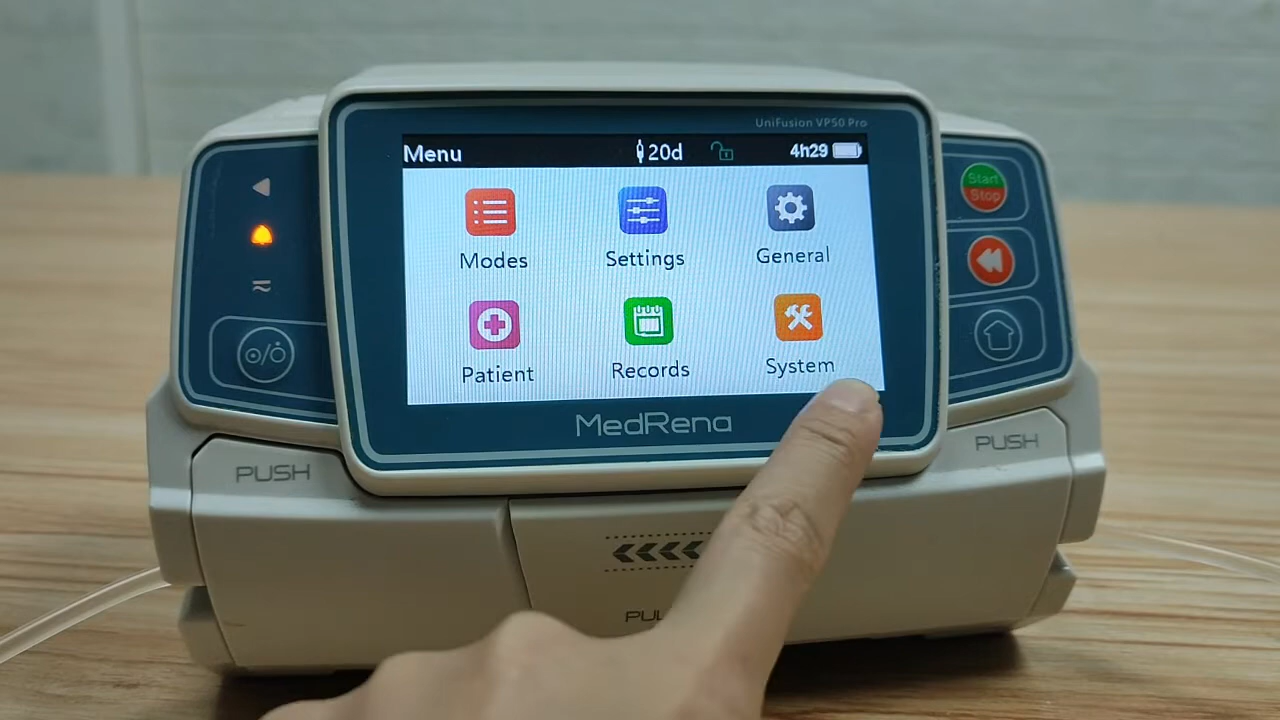 UniFusion VP50 Pro
Menu 20d 4h29
Modes Settings General
Patient Records System
MedRena
Start
Stop
PUSH
PUSH